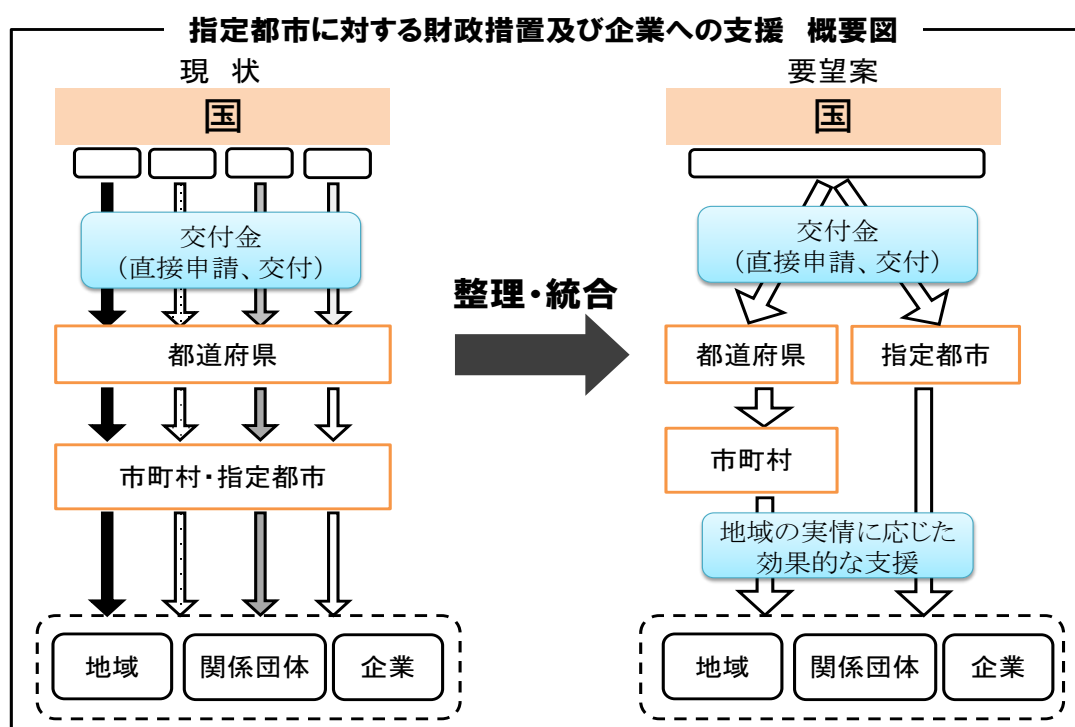 指定都市に対する財政措置及び企業への支援 概要図
現 状
国
交付金
（直接申請、交付）
都道府県
市町村・指定都市
地域
関係団体
企業
整理・統合
要望案
国
交付金
（直接申請、交付）
都道府県
指定都市
市町村
地域の実情に応じた
効果的な支援
地域
関係団体
企業